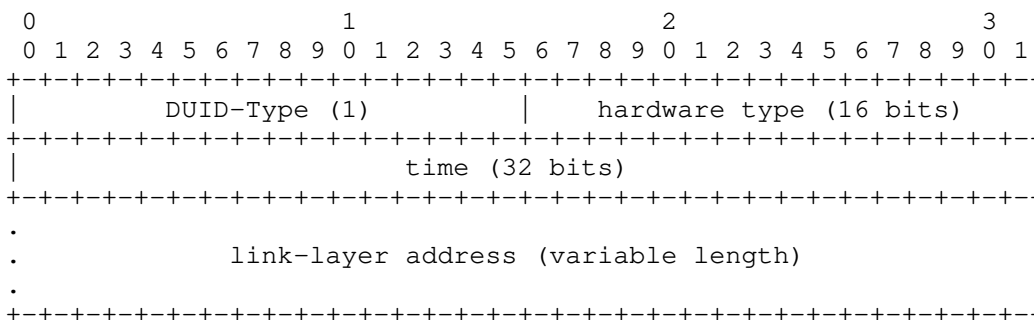 0                   1                   2                   3
 0 1 2 3 4 5 6 7 8 9 0 1 2 3 4 5 6 7 8 9 0 1 2 3 4 5 6 7 8 9 0 1
+-+-+-+-+-+-+-+-+-+-+-+-+-+-+-+-+-+-+-+-+-+-+-+-+-+-+-+-+-+-+-+-
|         DUID-Type (1)         |    hardware type (16 bits)
+-+-+-+-+-+-+-+-+-+-+-+-+-+-+-+-+-+-+-+-+-+-+-+-+-+-+-+-+-+-+-+-
|                        time (32 bits)
+-+-+-+-+-+-+-+-+-+-+-+-+-+-+-+-+-+-+-+-+-+-+-+-+-+-+-+-+-+-+-+-
.
.             link-layer address (variable length)
.
+-+-+-+-+-+-+-+-+-+-+-+-+-+-+-+-+-+-+-+-+-+-+-+-+-+-+-+-+-+-+-+-